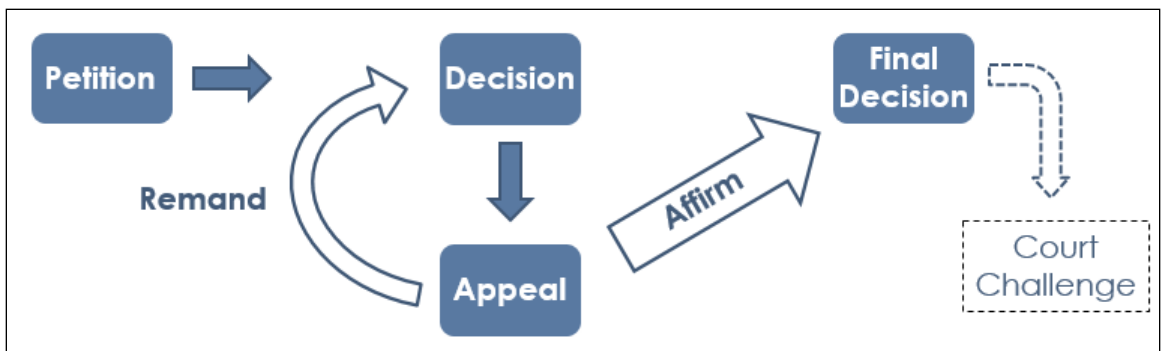 Petition
Decision
Final
Decision
Remand
Affirm
Appeal
Court
Challenge